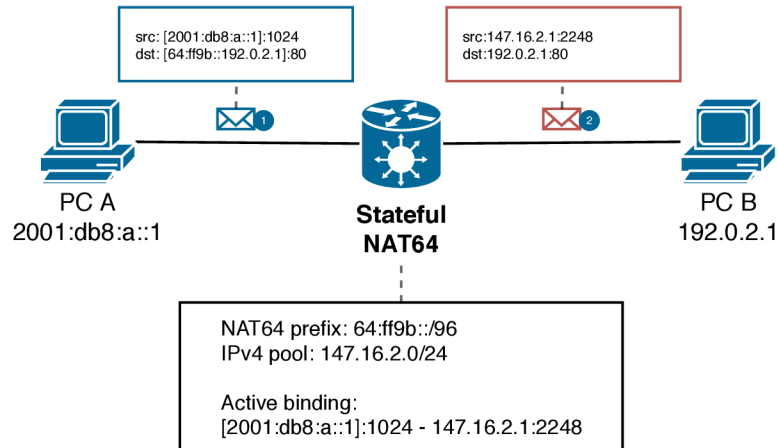 src: [2001:db8:a::1]:1024
dst: [64:ff9b::192.0.2.1]:80
src:147.16.2.1:2248
dst:192.0.2.1:80
1
2
PC A
2001:db8:a::1
Stateful
NAT64
PC B
192.0.2.1
NAT64 prefix: 64:ff9b::/96
IPv4 pool: 147.16.2.0/24
Active binding:
[2001:db8:a::1]:1024 - 147.16.2.1:2248